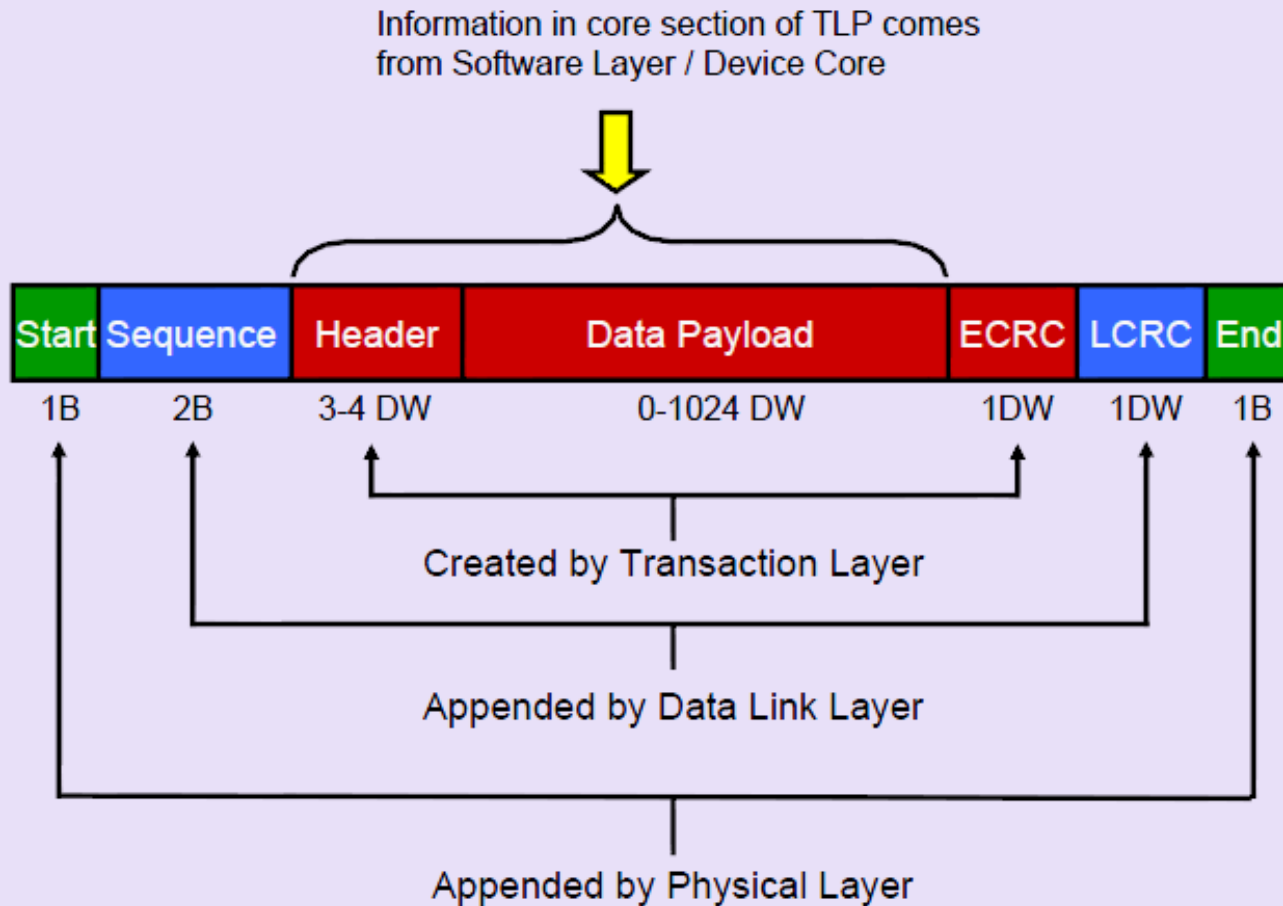 Information in core section of TLP comes
from Software Layer / Device Core
Start Sequence Header Data Payload ECRC LCRC End
1B 2B 3-4 DW 0-1024 DW 1DW 1DW 1B
Created by Transaction Layer
Appended by Data Link Layer
Appended by Physical Layer